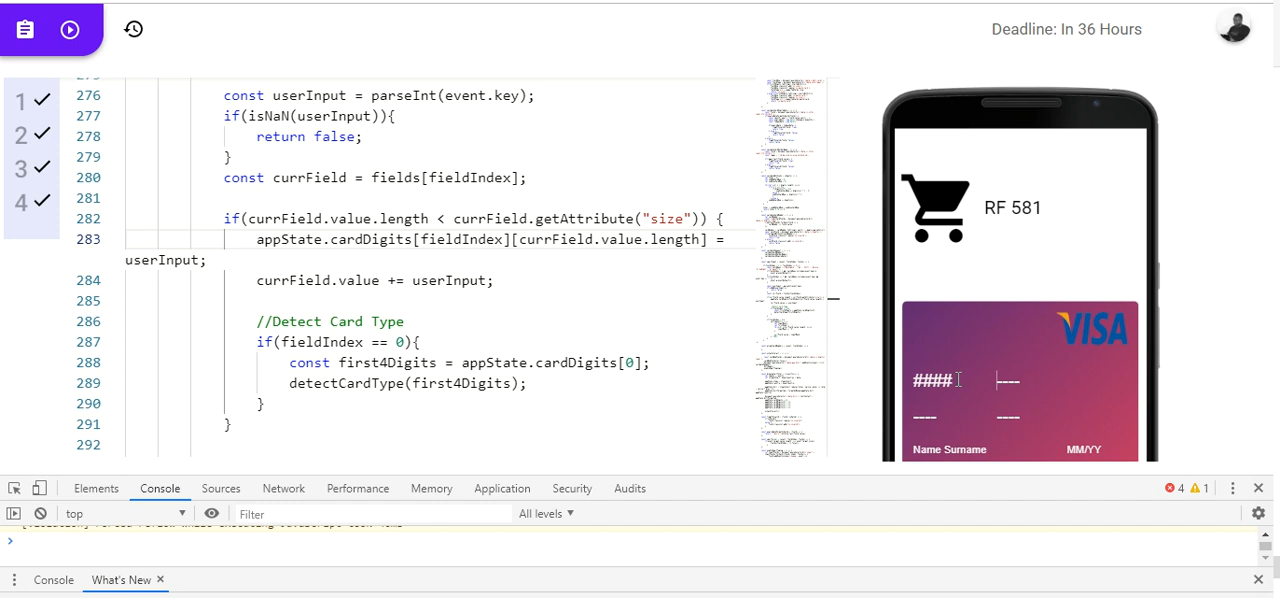 Deadline: In 36 Hours
1
2
3
4
276 const userInput = parseInt(event.key);
277 if(isNaN(userInput)){
278 return false;
279 }
280 const currField = fields[fieldIndex];
281
282 if(currField.value.length < currField.getAttribute("size")) {
283 appState.cardDigits[fieldIndex][currField.value.length] =
userInput;
284 currField.value += userInput;
285
286 //Detect Card Type
287 if(fieldIndex == 0){
288 const first4Digits = appState.cardDigits[0];
289 detectCardType(first4Digits);
290 }
291 }
292
RF 581
VISA
#### ----
---- ----
Name Surname MM/YY
Elements Console Sources Network Performance Memory Application Security Audits 4 1
top Filter All levels
Console What's New